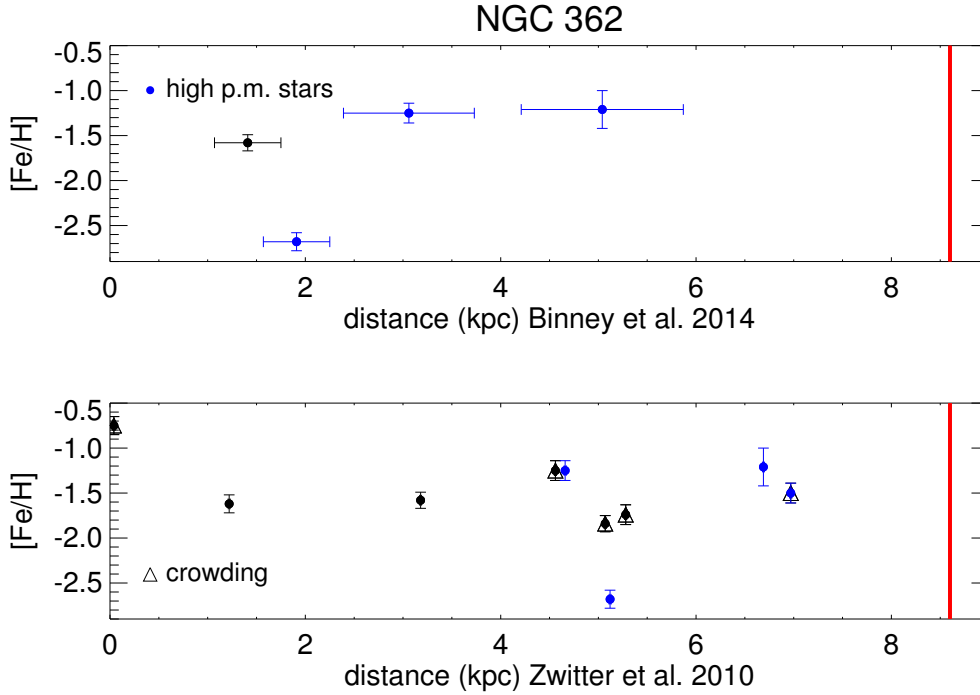 NGC 362
-0.5
-1.0
-1.5
-2.0
-2.5
[Fe/H]
high p.m. stars
0 2 4 6 8
distance (kpc) Binney et al. 2014
-0.5
-1.0
-1.5
-2.0
-2.5
[Fe/H]
crowding
0 2 4 6 8
distance (kpc) Zwitter et al. 2010